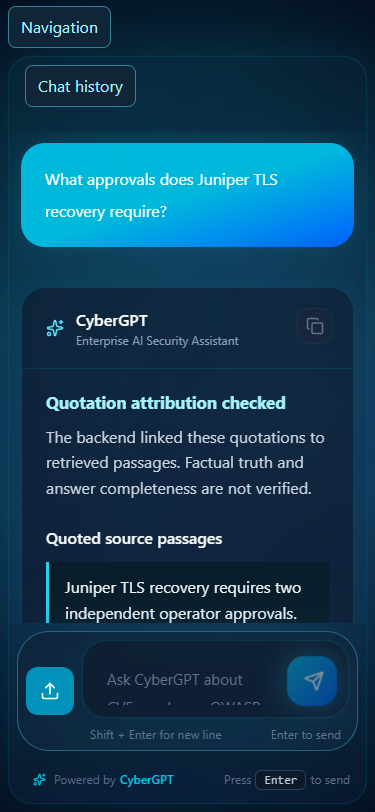 Navigation
Chat history
What approvals does Juniper TLS
recovery require?
CyberGPT
Enterprise AI Security Assistant
Quotation attribution checked
The backend linked these quotations to
retrieved passages. Factual truth and
answer completeness are not verified.
Quoted source passages
Juniper TLS recovery requires two
independent operator approvals.
Ask CyberGPT about
Shift + Enter for new line
Enter to send
Powered by CyberGPT
Press Enter to send